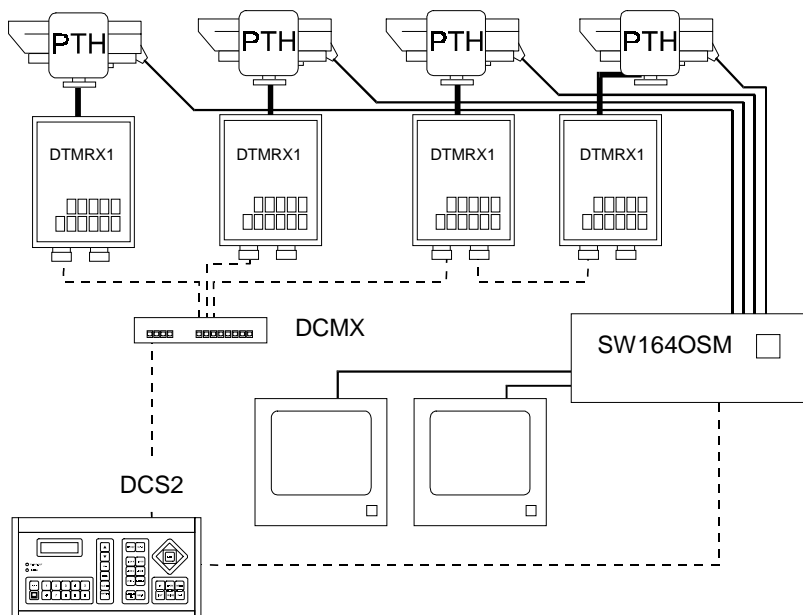 PTH PTH PTH PTH
DTMRX1 DTMRX1 DTMRX1 DTMRX1
DCMX
SW164OSM
DCS2